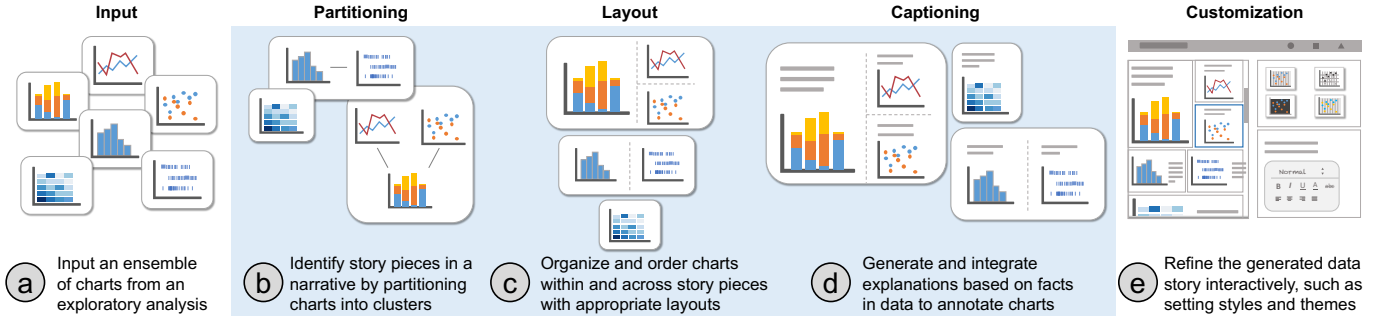 Input
Partitioning
Layout
Captioning
Customization
Normal
B I U A abc
a
Input an ensemble
of charts from an
exploratory analysis
b
Identify story pieces in a
narrative by partitioning
charts into clusters
c
Organize and order charts
within and across story pieces
with appropriate layouts
d
Generate and integrate
explanations based on facts
in data to annotate charts
e
Refine the generated data
story interactively, such as
setting styles and themes